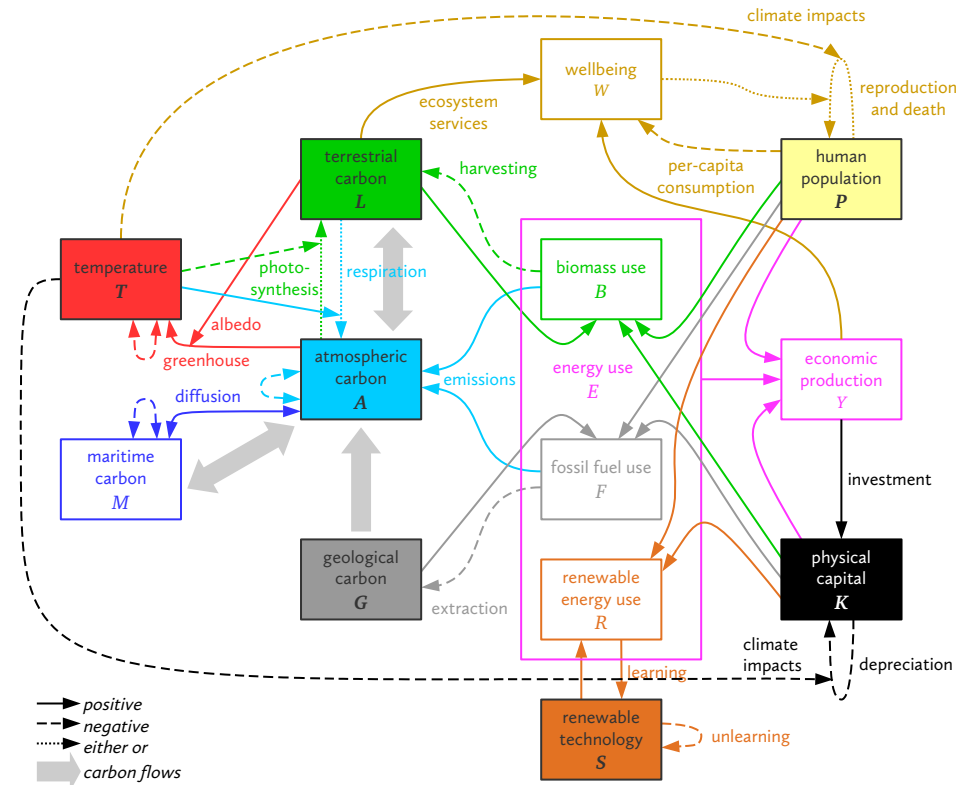 climate impacts
wellbeing
W
reproduction
and death
ecosystem
services
terrestrial
carbon
L
harvesting
per-capita
consumption
human
population
P
temperature
T
photo-
synthesis
respiration
biomass use
B
albedo
greenhouse
atmospheric
carbon
A
emissions
energy use
E
economic
production
Y
diffusion
maritime
carbon
M
fossil fuel use
F
investment
geological
carbon
G
extraction
renewable
energy use
R
physical
capital
K
climate
impacts
depreciation
learning
renewable
technology
S
unlearning
positive
negative
either or
carbon flows